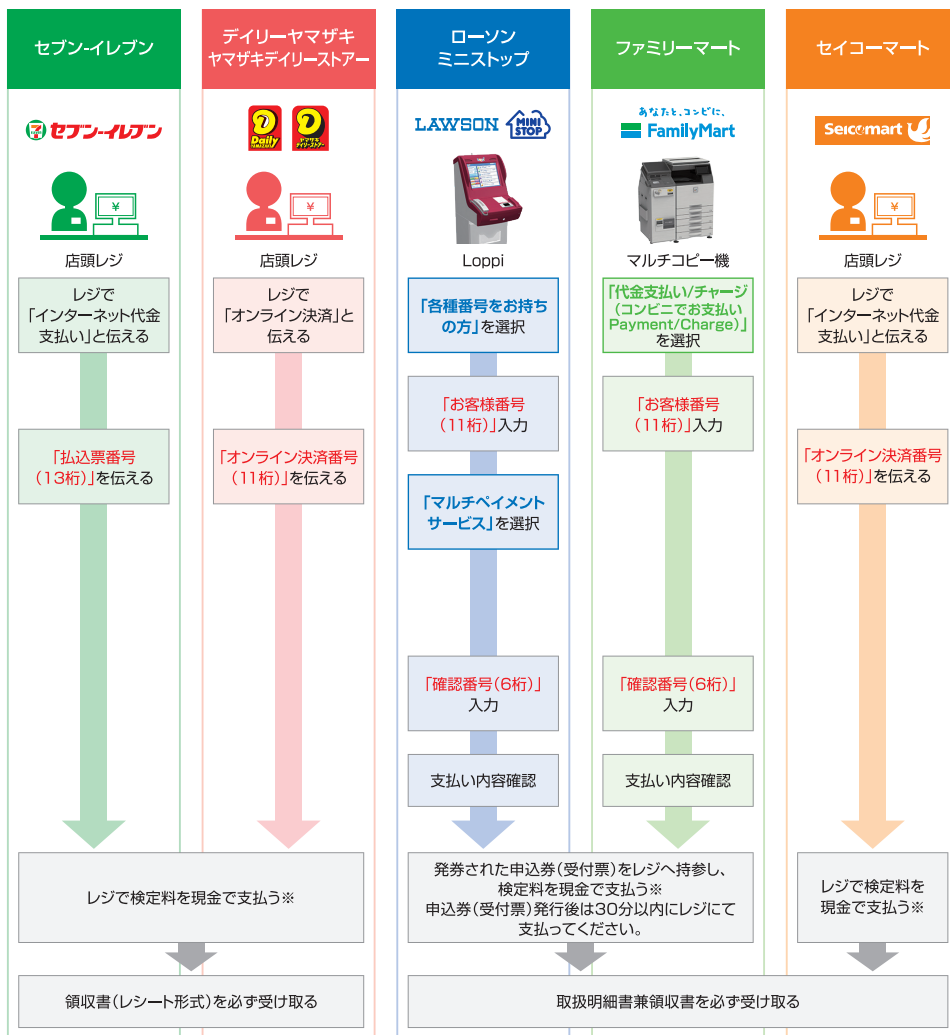 セブン-イレブン
デイリーヤマザキ
ヤマザキデイリーストアー
ローソン
ミニストップ
ファミリーマート
セイコーマート
7
セブン-イレブン
Daily
YAMAZAKI
ヤマザキ
デイリーストアー
LAWSON
MINI
STOP
あなたと、コンビに、
FamilyMart
Seicomart
¥
¥
¥
店頭レジ
店頭レジ
Loppi
マルチコピー機
店頭レジ
レジで
「インターネット代金
支払い」と伝える
「払込票番号
(13桁)」を伝える
レジで
「オンライン決済」と
伝える
「オンライン決済番号
(11桁)」を伝える
「各種番号をお持ち
の方」を選択
「お客様番号
(11桁)」入力
「マルチペイメント
サービス」を選択
「確認番号(6桁)」
入力
支払い内容確認
「代金支払い/チャージ
(コンビニでお支払い
Payment/Charge)」
を選択
「お客様番号
(11桁)」入力
「確認番号(6桁)」
入力
支払い内容確認
レジで
「インターネット代金
支払い」と伝える
「オンライン決済番号
(11桁)」を伝える
レジで検定料を現金で支払う※
発券された申込券(受付票)をレジへ持参し、
検定料を現金で支払う※
申込券(受付票)発行後は30分以内にレジにて
支払ってください。
レジで検定料を
現金で支払う※
領収書(レシート形式)を必ず受け取る
取扱明細書兼領収書を必ず受け取る